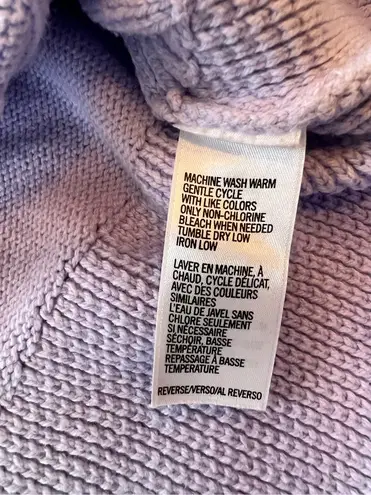 MACHINE WASH WARM
GENTLE CYCLE
WITH LIKE COLORS
ONLY NON-CHLORINE
BLEACH WHEN NEEDED
TUMBLE DRY LOW
IRON LOW
LAVER EN MACHINE, À
CHAUD, CYCLE DÉLICAT,
AVEC DES COULEURS
SIMILAIRES
L'EAU DE JAVEL SANS
CHLORE SEULEMENT
SI NÉCESSAIRE
SÉCHOIR, BASSE
TEMPÉRATURE
REPASSAGE À BASSE
TEMPERATURE
REVERSE/VERSO/AL REVERSO